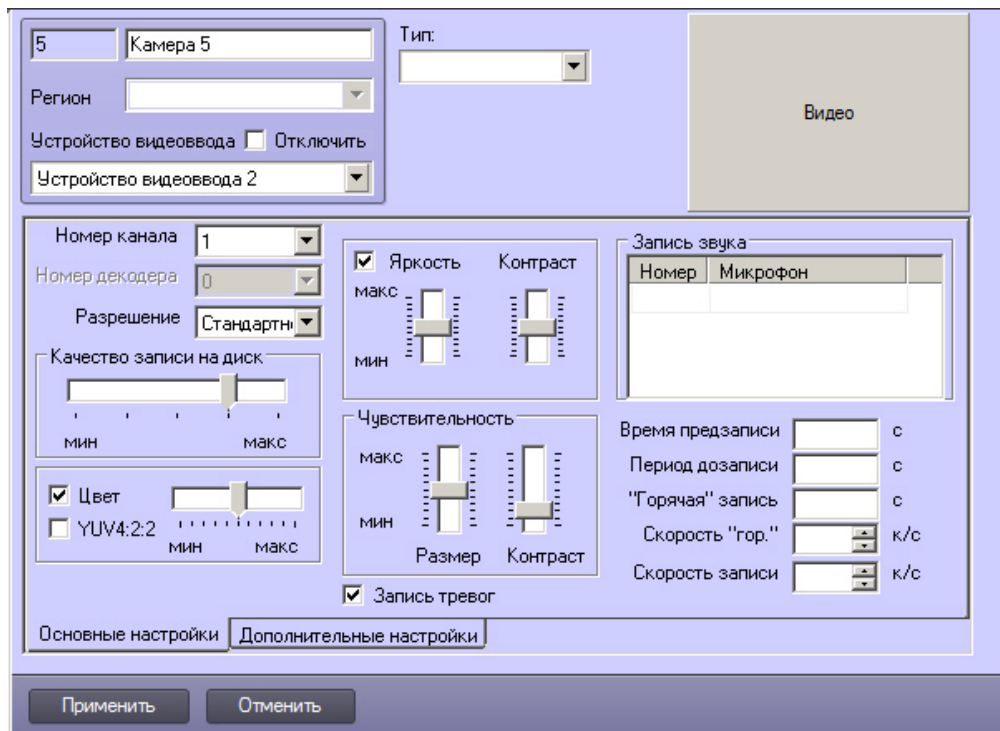 5 Камера 5
Тип:
Регион
Устройство видеоввода Отключить
Устройство видеоввода 2
Видео
Номер канала 1
Номер декодера 0
Разрешение Стандартн
Качество записи на диск
мин макс
Цвет
YUV4:2:2
мин макс
Яркость Контраст
макс
мин
Чувствительность
макс
мин
Размер Контраст
Запись тревог
Запись звука
Номер Микрофон
Время предзаписи с
Период дозаписи с
"Горячая" запись с
Скорость "гор." к/с
Скорость записи к/с
Основные настройки Дополнительные настройки
Применить Отменить